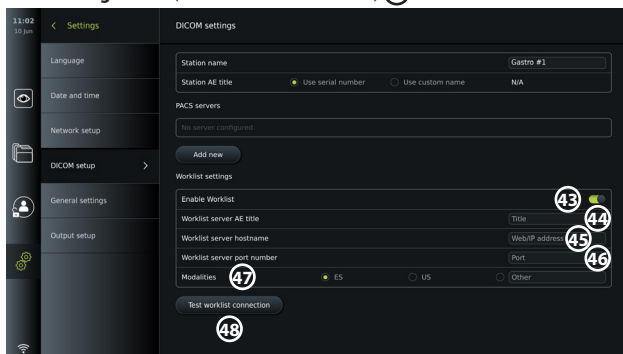 11:02
10 Jun
Settings
DICOM settings
Language
Date and time
Network setup
DICOM setup
General settings
Output setup
Station name Gastro #1
Station AE title Use serial number Use custom name N/A
PACS servers
No server configured
Add new
Worklist settings
Enable Worklist 43
Worklist server AE title Title 44
Worklist server hostname Web/IP address 45
Worklist server port number Port 46
Modalities 47 ES US Other
Test worklist connection
48